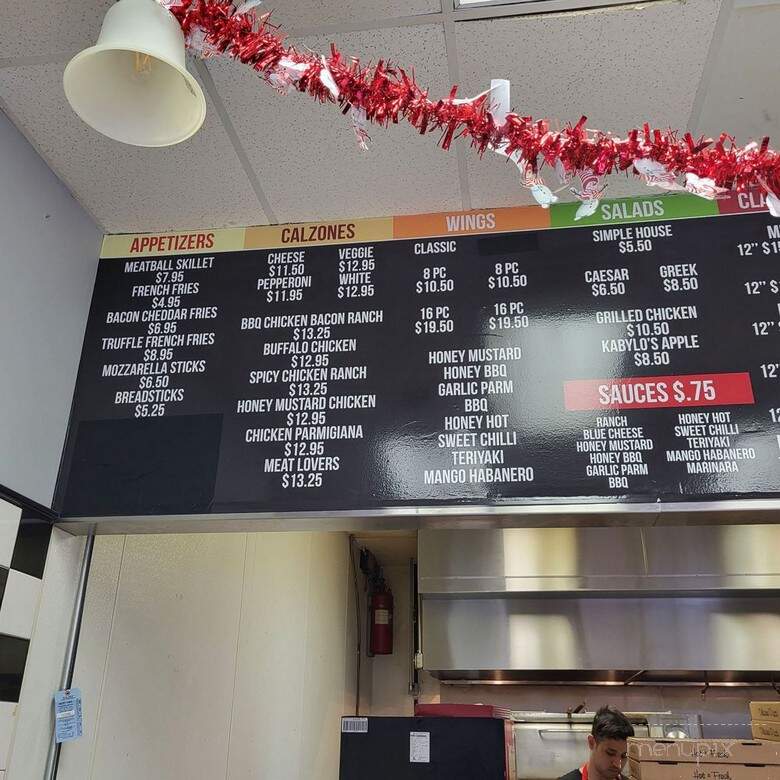 APPETIZERS
MEATBALL SKILLET
$7.95
FRENCH FRIES
$4.95
BACON CHEDDAR FRIES
$6.95
TRUFFLE FRENCH FRIES
$8.95
MOZZARELLA STICKS
$6.50
BREADSTICKS
$5.25
CALZONES
CHEESE
$11.50
PEPPERONI
$11.95
VEGGIE
$12.95
WHITE
$12.95
BBQ CHICKEN BACON RANCH
$13.25
BUFFALO CHICKEN
$12.95
SPICY CHICKEN RANCH
$13.25
HONEY MUSTARD CHICKEN
$12.95
CHICKEN PARMIGIANA
$12.95
MEAT LOVERS
$13.25
WINGS
CLASSIC
8 PC
$10.50
8 PC
$10.50
16 PC
$19.50
16 PC
$19.50
HONEY MUSTARD
HONEY BBQ
GARLIC PARM
BBQ
HONEY HOT
SWEET CHILLI
TERIYAKI
MANGO HABANERO
SALADS
SIMPLE HOUSE
$5.50
CAESAR
$6.50
GREEK
$8.50
GRILLED CHICKEN
$10.50
KABYLO'S APPLE
$8.50
SAUCES $.75
RANCH
BLUE CHEESE
HONEY MUSTARD
HONEY BBQ
GARLIC PARM
BBQ
HONEY HOT
SWEET CHILLI
TERIYAKI
MANGO HABANERO
MARINARA
CLA
M
12" $1
12" $
12"
12"
12
menupix
Hot & Fresh